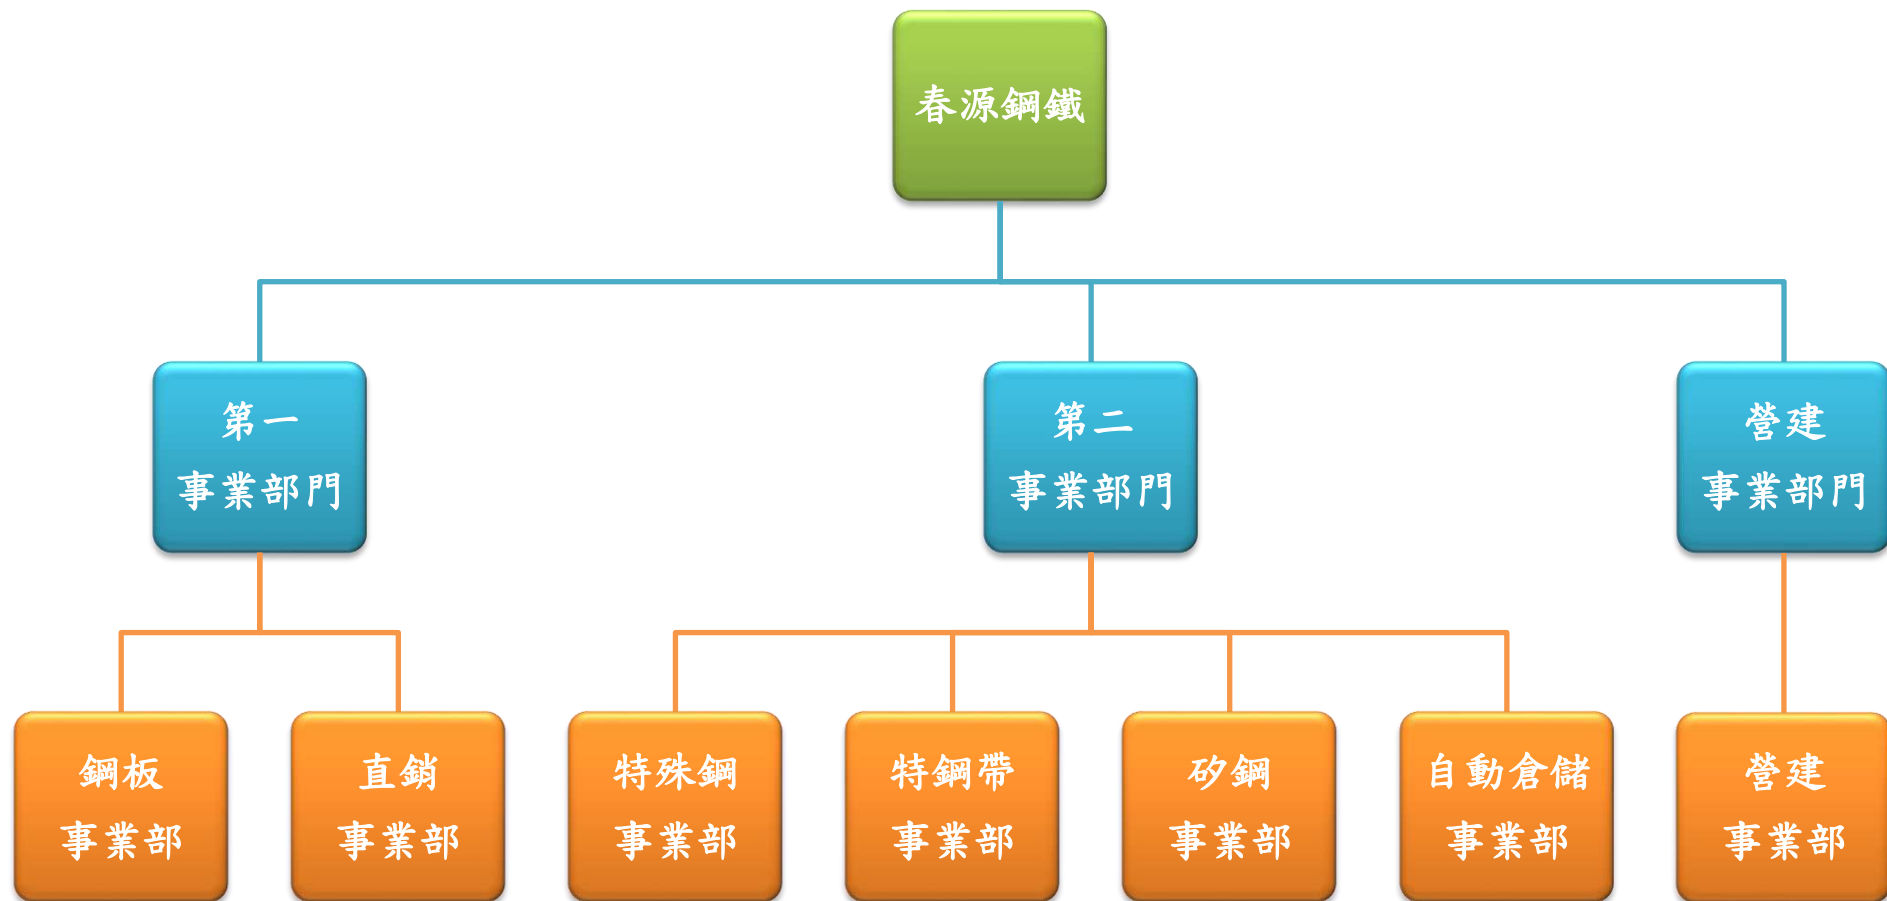 春源鋼鐵
第一
事業部門
第二
事業部門
營建
事業部門
鋼板
事業部
直銷
事業部
特殊鋼
事業部
特鋼帶
事業部
矽鋼
事業部
自動倉儲
事業部
營建
事業部